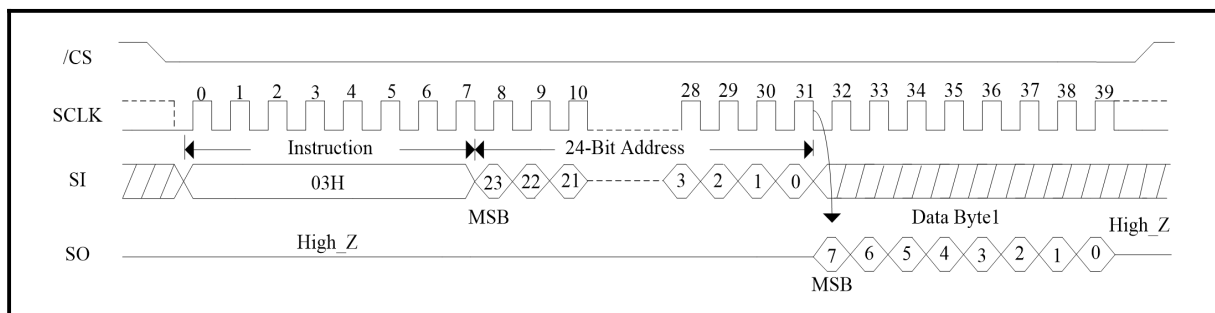 /CS
0 1 2 3 4 5 6 7 8 9 10 28 29 30 31 32 33 34 35 36 37 38 39
SCLK
Instruction 24-Bit Address
SI 03H 23 22 21 3 2 1 0
MSB Data Byte1
High_Z High_Z
SO 7 6 5 4 3 2 1 0
MSB